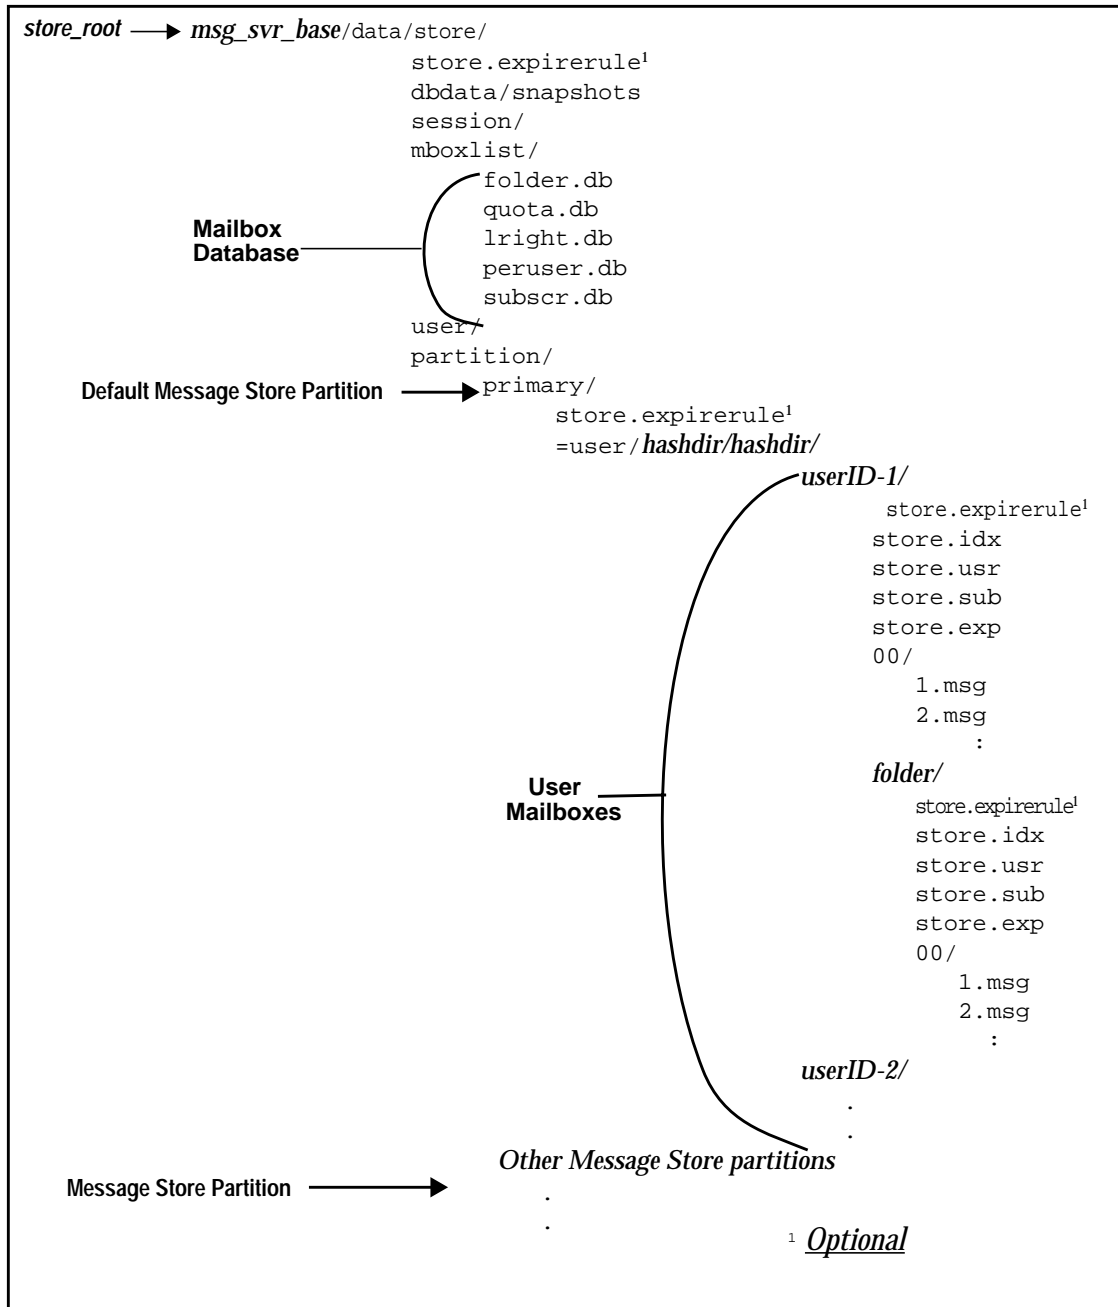 store_root msg_svr_base/data/store/
store.expirerule1
dbdata/snapshots
session/
mboxlist/
folder.db
quota.db
Mailbox
Database
lright.db
peruser.db
subscr.db
user/
partition/
Default Message Store Partition primary/
store.expirerule1
=user/hashdir/hashdir/
userID-1/
store.expirerule1
store.idx
store.usr
store.sub
store.exp
00/
1.msg
2.msg
:
folder/
User
Mailboxes
store.expirerule1
store.idx
store.usr
store.sub
store.exp
00/
1.msg
2.msg
:
userID-2/
.
.
Other Message Store partitions
Message Store Partition
.
.
1 Optional